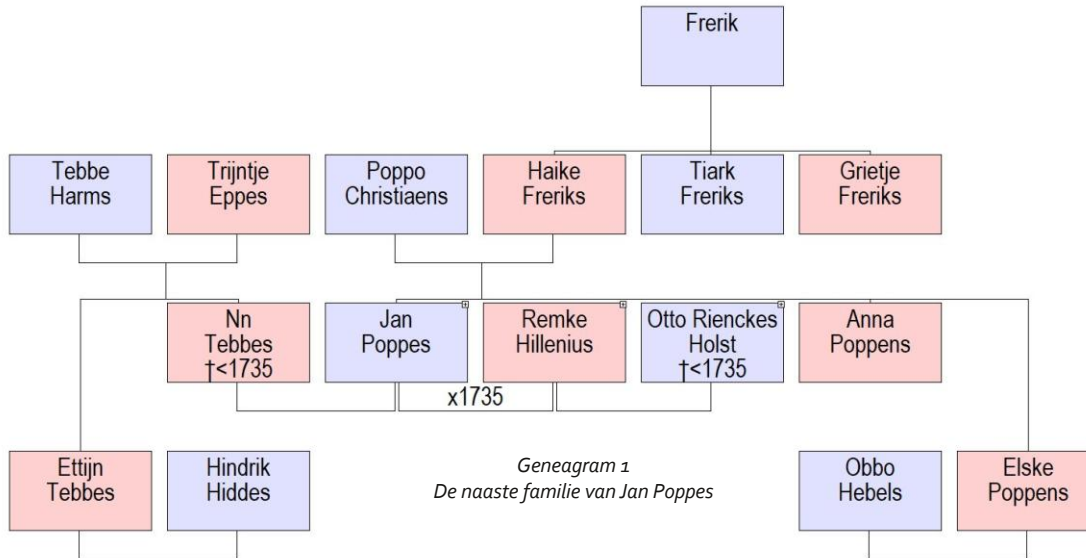 Frerik
Tebbe
Harms
Trijntje
Eppes
Poppo
Christiaens
Haike
Freriks
Tiark
Freriks
Grietje
Freriks
Nn
Tebbes
†<1735
Jan
Poppes
Remke
Hillenius
Otto Rienckes
Holst
†<1735
Anna
Poppens
x1735
Ettijn
Tebbes
Hindrik
Hiddes
Geneagram 1
De naaste familie van Jan Poppes
Obbo
Hebels
Elske
Poppens